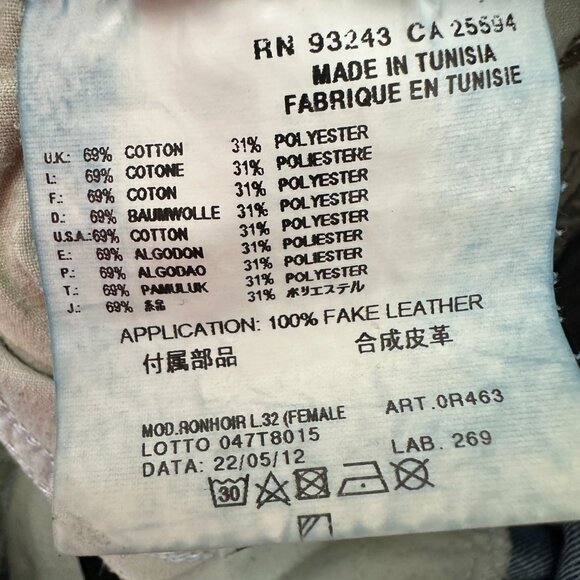 RN 93243 CA 25594
MADE IN TUNISIA
FABRIQUE EN TUNISIE
U.K.: 69% COTTON 31% POLYESTER
I.: 69% COTONE 31% POLIESTERE
F.: 69% COTON 31% POLYESTER
D.: 69% BAUMWOLLE 31% POLYESTER
U.S.A.:69% COTTON 31% POLYESTER
E.: 69% ALGODON 31% POLIESTER
P.: 69% ALGODAO 31% POLIESTER
T.: 69% PAMULUK 31% POLYESTER
J.: 69% 31% ポリエステル
APPLICATION: 100% FAKE LEATHER
付属部品 合成皮革
MOD.RONHOIR L.32 (FEMALE ART.0R463
LOTTO 047T8015
DATA: 22/05/12 LAB. 269
30